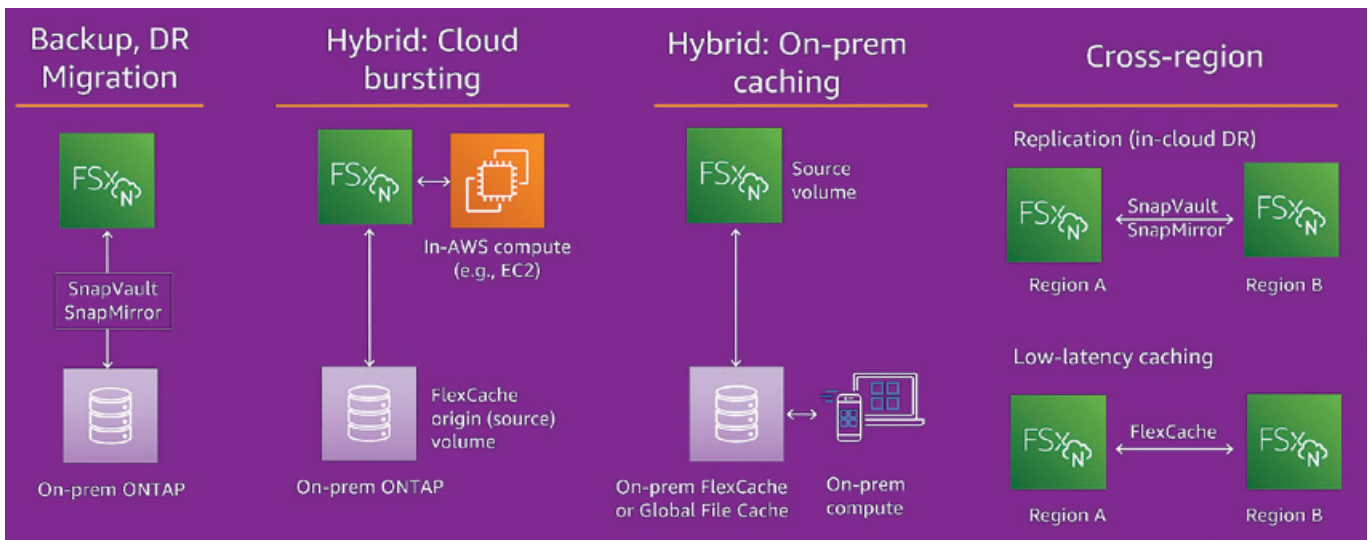 Backup, DR
Migration
FSx
N
SnapVault
SnapMirror
On-prem ONTAP
Hybrid: Cloud
bursting
FSx
N
In-AWS compute
(e.g., EC2)
FlexCache
origin (source)
volume
On-prem ONTAP
Hybrid: On-prem
caching
FSx
N
Source
volume
On-prem FlexCache
or Global File Cache
On-prem
compute
Cross-region
Replication (in-cloud DR)
FSx
N
SnapVault
SnapMirror
FSx
N
Region A
Region B
Low-latency caching
FSx
N
FlexCache
FSx
N
Region A
Region B